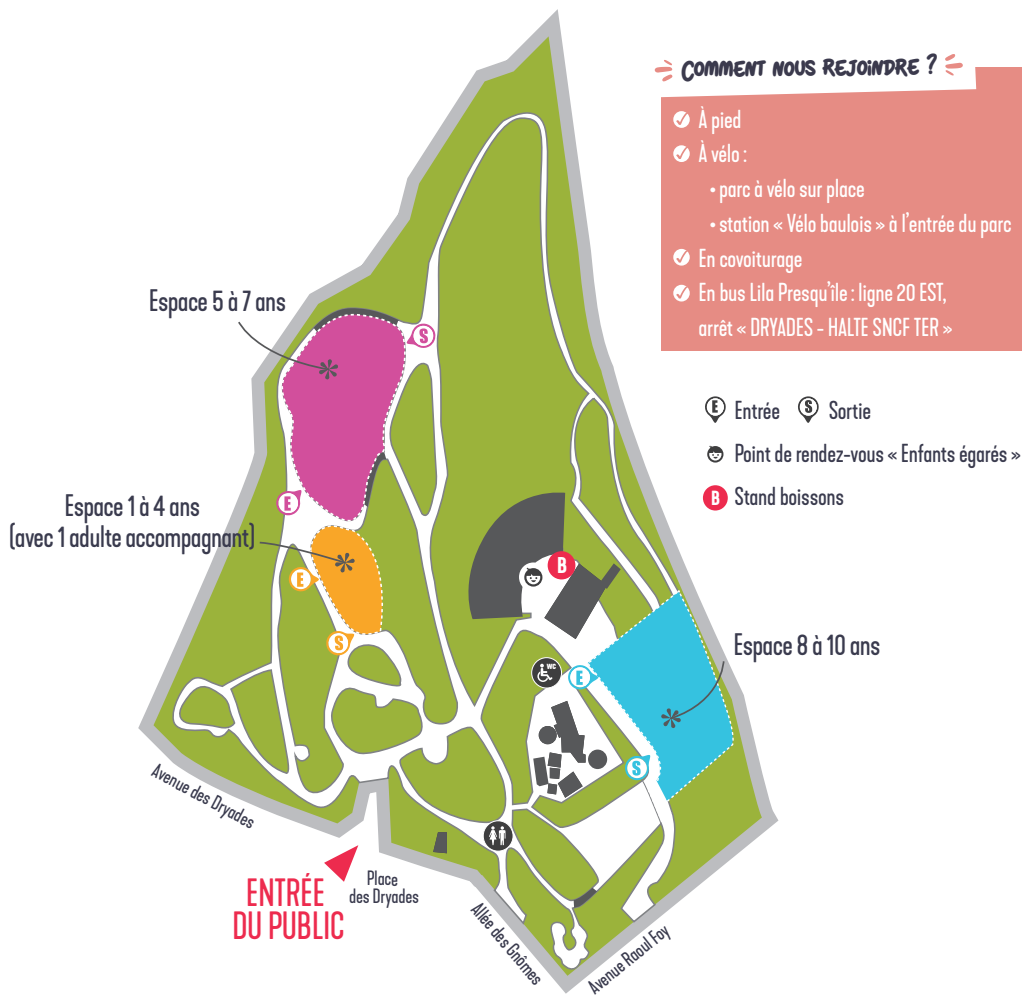 COMMENT NOUS REJOINDRE ?
À pied
À vélo :
• parc à vélo sur place
• station « Vélo baulois » à l'entrée du parc
En covoiturage
En bus Lila Presqu'île : ligne 20 EST,
arrêt « DRYADES - HALTE SNCF TER »
E Entrée S Sortie
Point de rendez-vous « Enfants égarés »
B Stand boissons
Espace 5 à 7 ans
S
E
Espace 1 à 4 ans
(avec 1 adulte accompagnant)
E
S
B
Espace 8 à 10 ans
WC
E
S
Avenue des Dryades
ENTRÉE
DU PUBLIC
Place
des Dryades
Allée des Gnômes
Avenue Raoul Foy